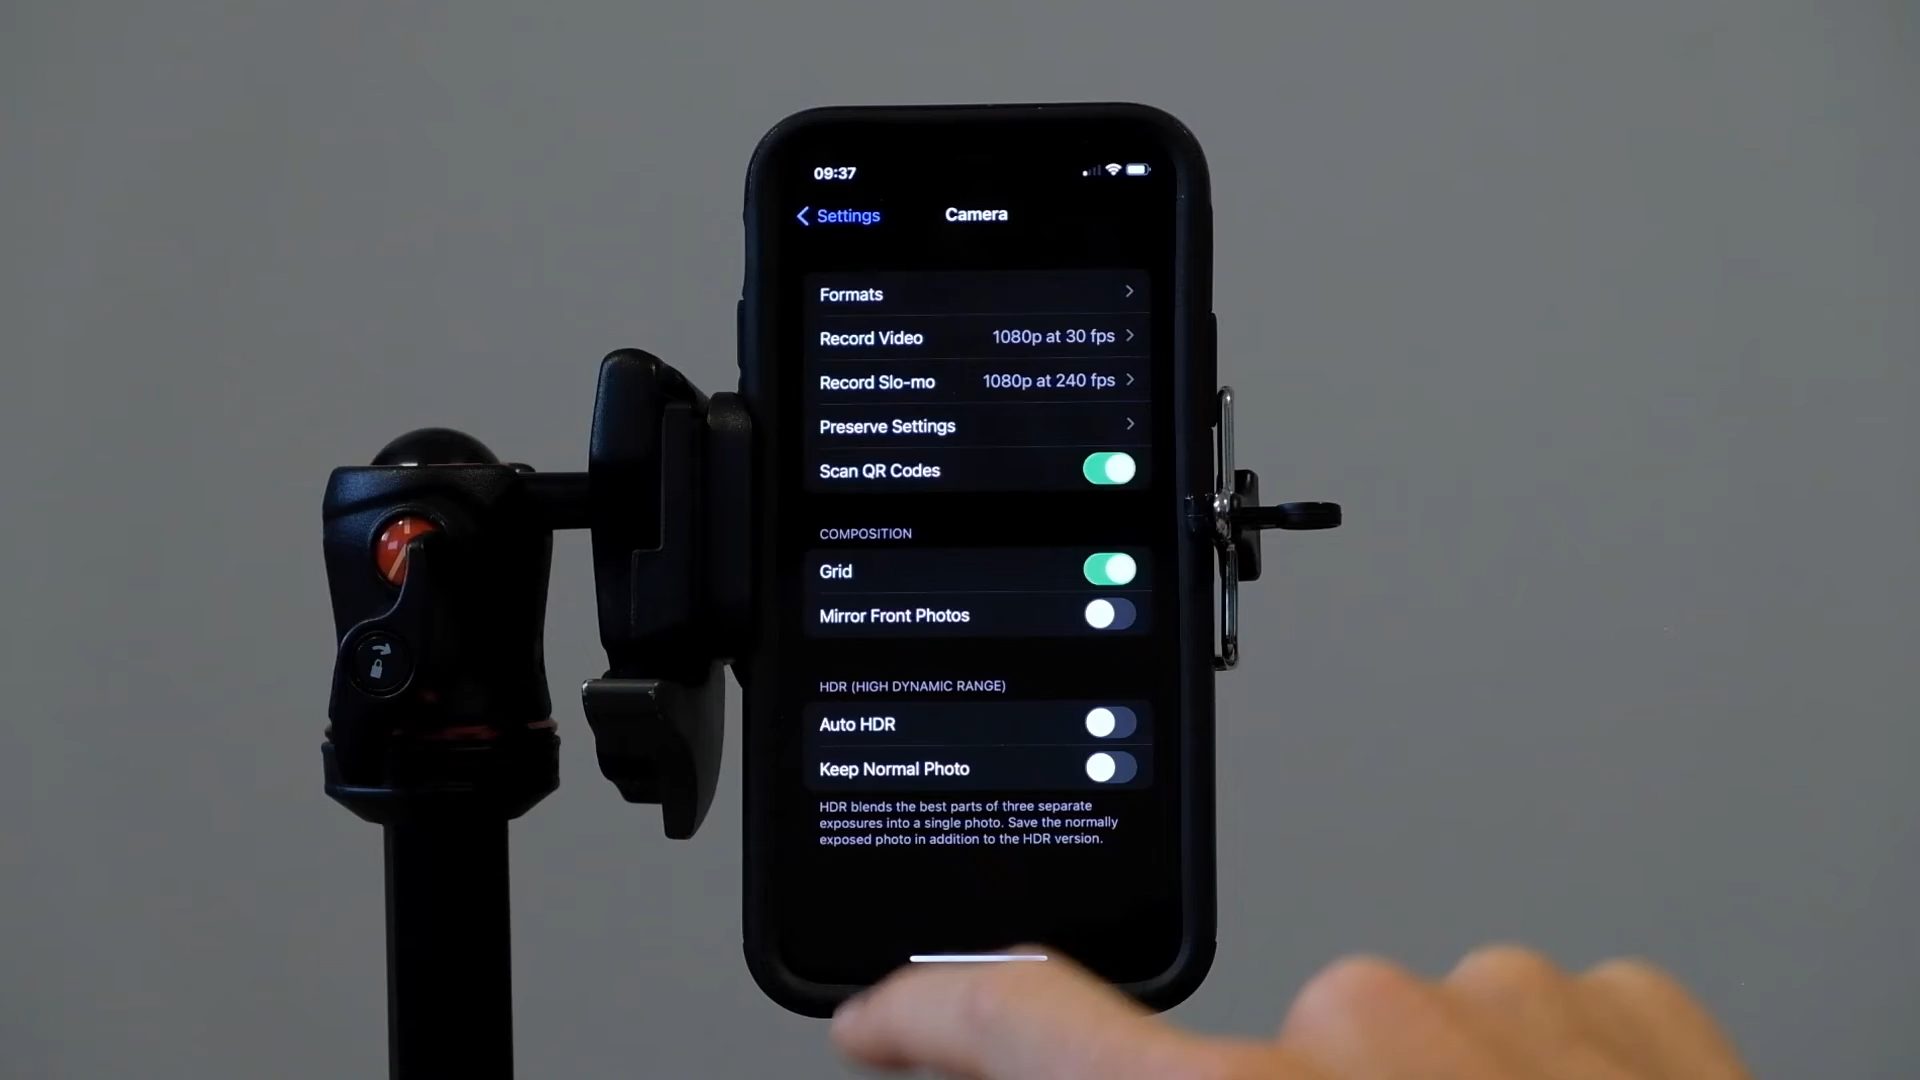 09:37
Settings
Camera
Formats
Record Video 1080p at 30 fps
Record Slo-mo 1080p at 240 fps
Preserve Settings
Scan QR Codes
COMPOSITION
Grid
Mirror Front Photos
HDR (HIGH DYNAMIC RANGE)
Auto HDR
Keep Normal Photo
HDR blends the best parts of three separate
exposures into a single photo. Save the normally
exposed photo in addition to the HDR version.